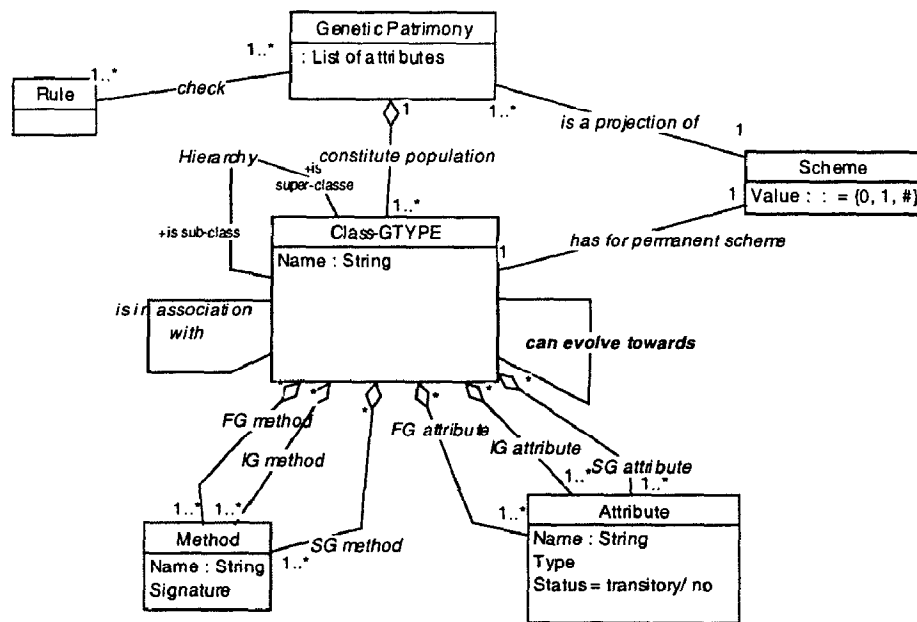 Genetic Patrimony
: List of attributes
1..*
1..*
Rule
check
1
1..*
is a projection of
1
Scheme
Value : : = {0, 1, #}
1
Hierarchy
+is
super-classe
constitute population
1..*
+is sub-class
Class-GTYPE
Name : String
1
has for permanent scheme
is in association
with
can evolve towards
*
*
*
*
*
*
FG method
IG method
SG method
FG attribute
IG attribute
SG attribute
1..*
1..*
1..*
1..*
1..*
1..*
Method
Name : String
Signature
Attribute
Name : String
Type
Status = transitory/ no